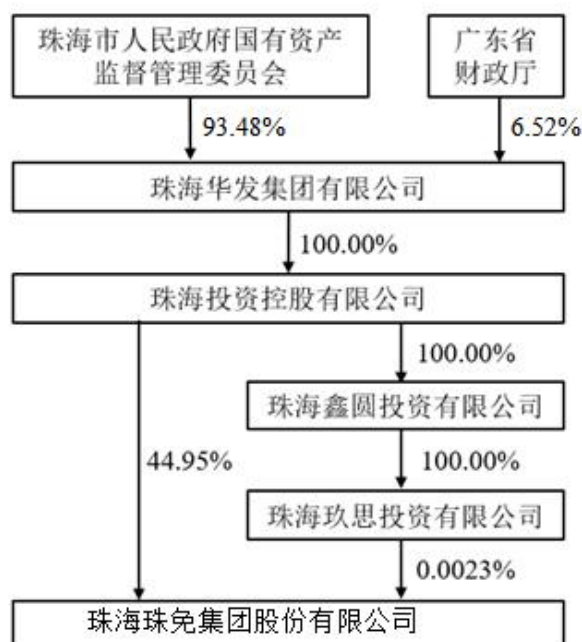 珠海市人民政府国有资产
监督管理委员会
广东省
财政厅
93.48%
6.52%
珠海华发集团有限公司
100.00%
珠海投资控股有限公司
100.00%
珠海鑫圆投资有限公司
44.95%
100.00%
珠海玖思投资有限公司
0.0023%
珠海珠免集团股份有限公司